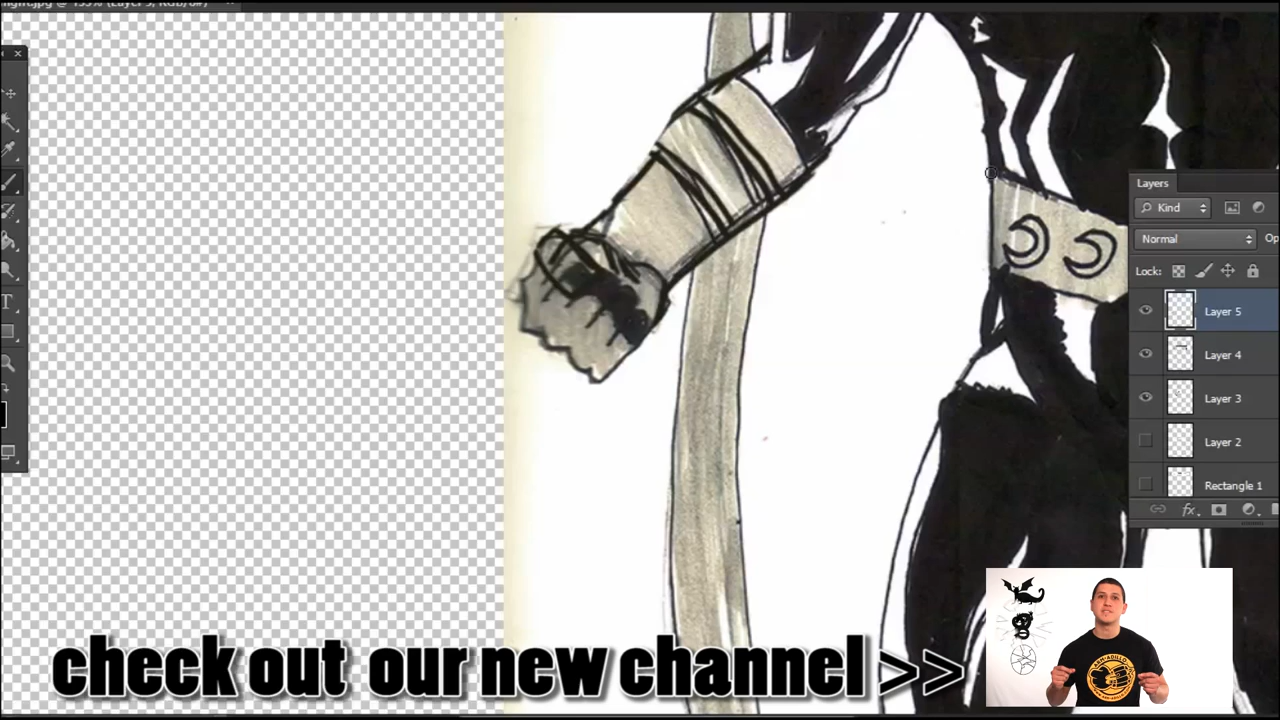 Layers
Kind
Normal
Lock:
Layer 5
Layer 4
Layer 3
Layer 2
Rectangle 1
fx
T
check out our new channel >>